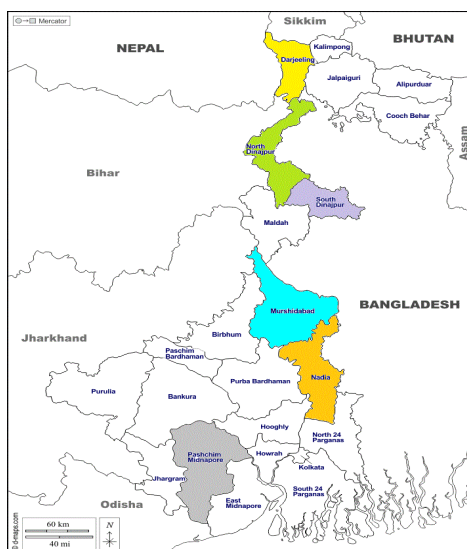 Mercator
Sikkim
NEPAL
BHUTAN
Kalimpong
Darjeeling
Jalpaiguri
Alipurduar
Cooch Behar
Assam
North
Dinajpur
Bihar
South
Dinajpur
Maldah
Murshidabad
BANGLADESH
Jharkhand
Birbhum
Paschim
Bardhaman
Purulia
Bankura
Purba Bardhaman
Nadia
Hooghly
North 24
Parganas
Pashchim
Midnapore
Howrah
Kolkata
Jhargram
South 24
Parganas
East
Midnapore
Odisha
60 km
40 mi
N
© d-maps.com